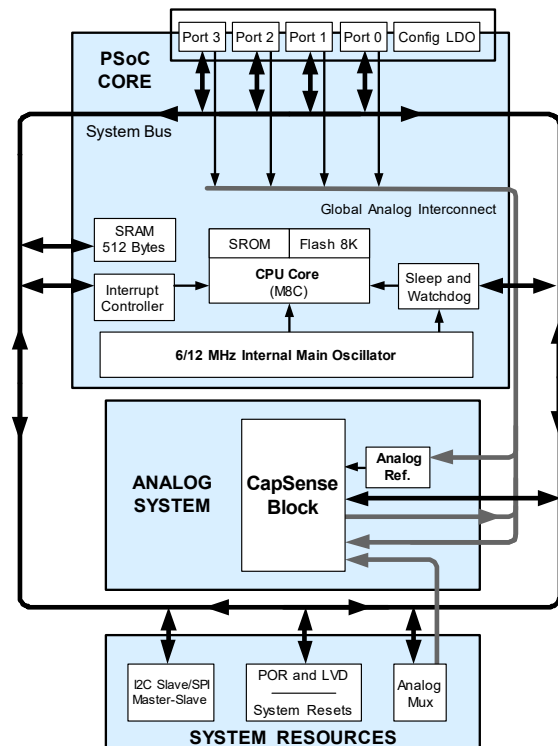 Port 3 Port 2 Port 1 Port 0 Config LDO
PSoC
CORE
System Bus
Global Analog Interconnect
SRAM
512 Bytes
SROM Flash 8K
CPU Core
(M8C)
Interrupt
Controller
Sleep and
Watchdog
6/12 MHz Internal Main Oscillator
ANALOG
SYSTEM
CapSense
Block
Analog
Ref.
I2C Slave/SPI
Master-Slave
POR and LVD
System Resets
Analog
Mux
SYSTEM RESOURCES